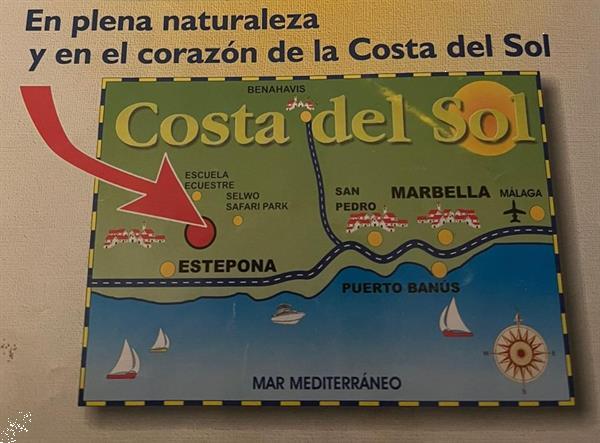 En plena naturaleza
y en el corazón de la Costa del Sol
BENAHAVIS
Costa del Sol
ESCUELA
ECUESTRE
SELWO
SAFARI PARK
SAN
PEDRO
MARBELLA
MÁLAGA
ESTEPONA
PUERTO BANÚS
MAR MEDITERRÁNEO